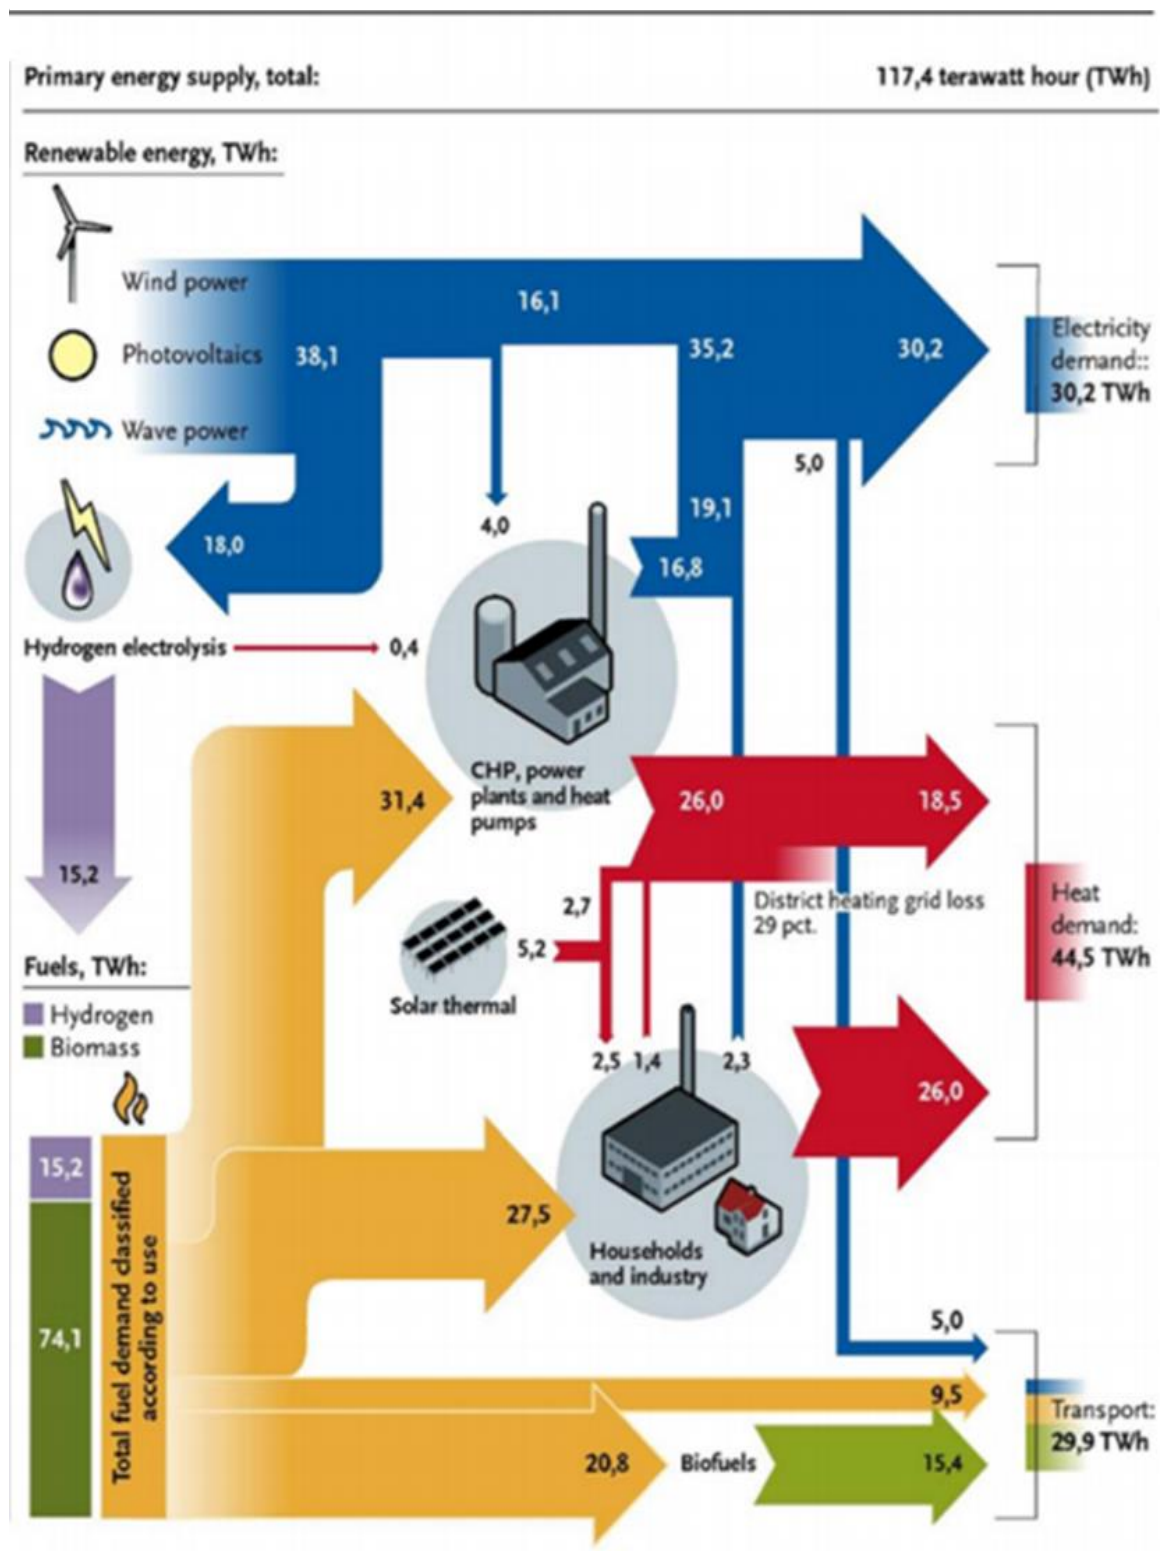 Primary energy supply, total:
117,4 terawatt hour (TWh)
Renewable energy, TWh:
Wind power
16,1
Photovoltaics
38,1
35,2
30,2
Electricity
demand::
30,2 TWh
Wave power
5,0
19,1
4,0
18,0
16,8
Hydrogen electrolysis
0,4
CHP, power
plants and heat
pumps
31,4
26,0
18,5
15,2
2,7
District heating grid loss
29 pct.
Heat
demand:
44,5 TWh
5,2
Solar thermal
Fuels, TWh:
Hydrogen
Biomass
2,5
1,4
2,3
26,0
15,2
74,1
Total fuel demand classified
according to use
27,5
Households
and industry
5,0
9,5
Transport:
29,9 TWh
20,8
Biofuels
15,4